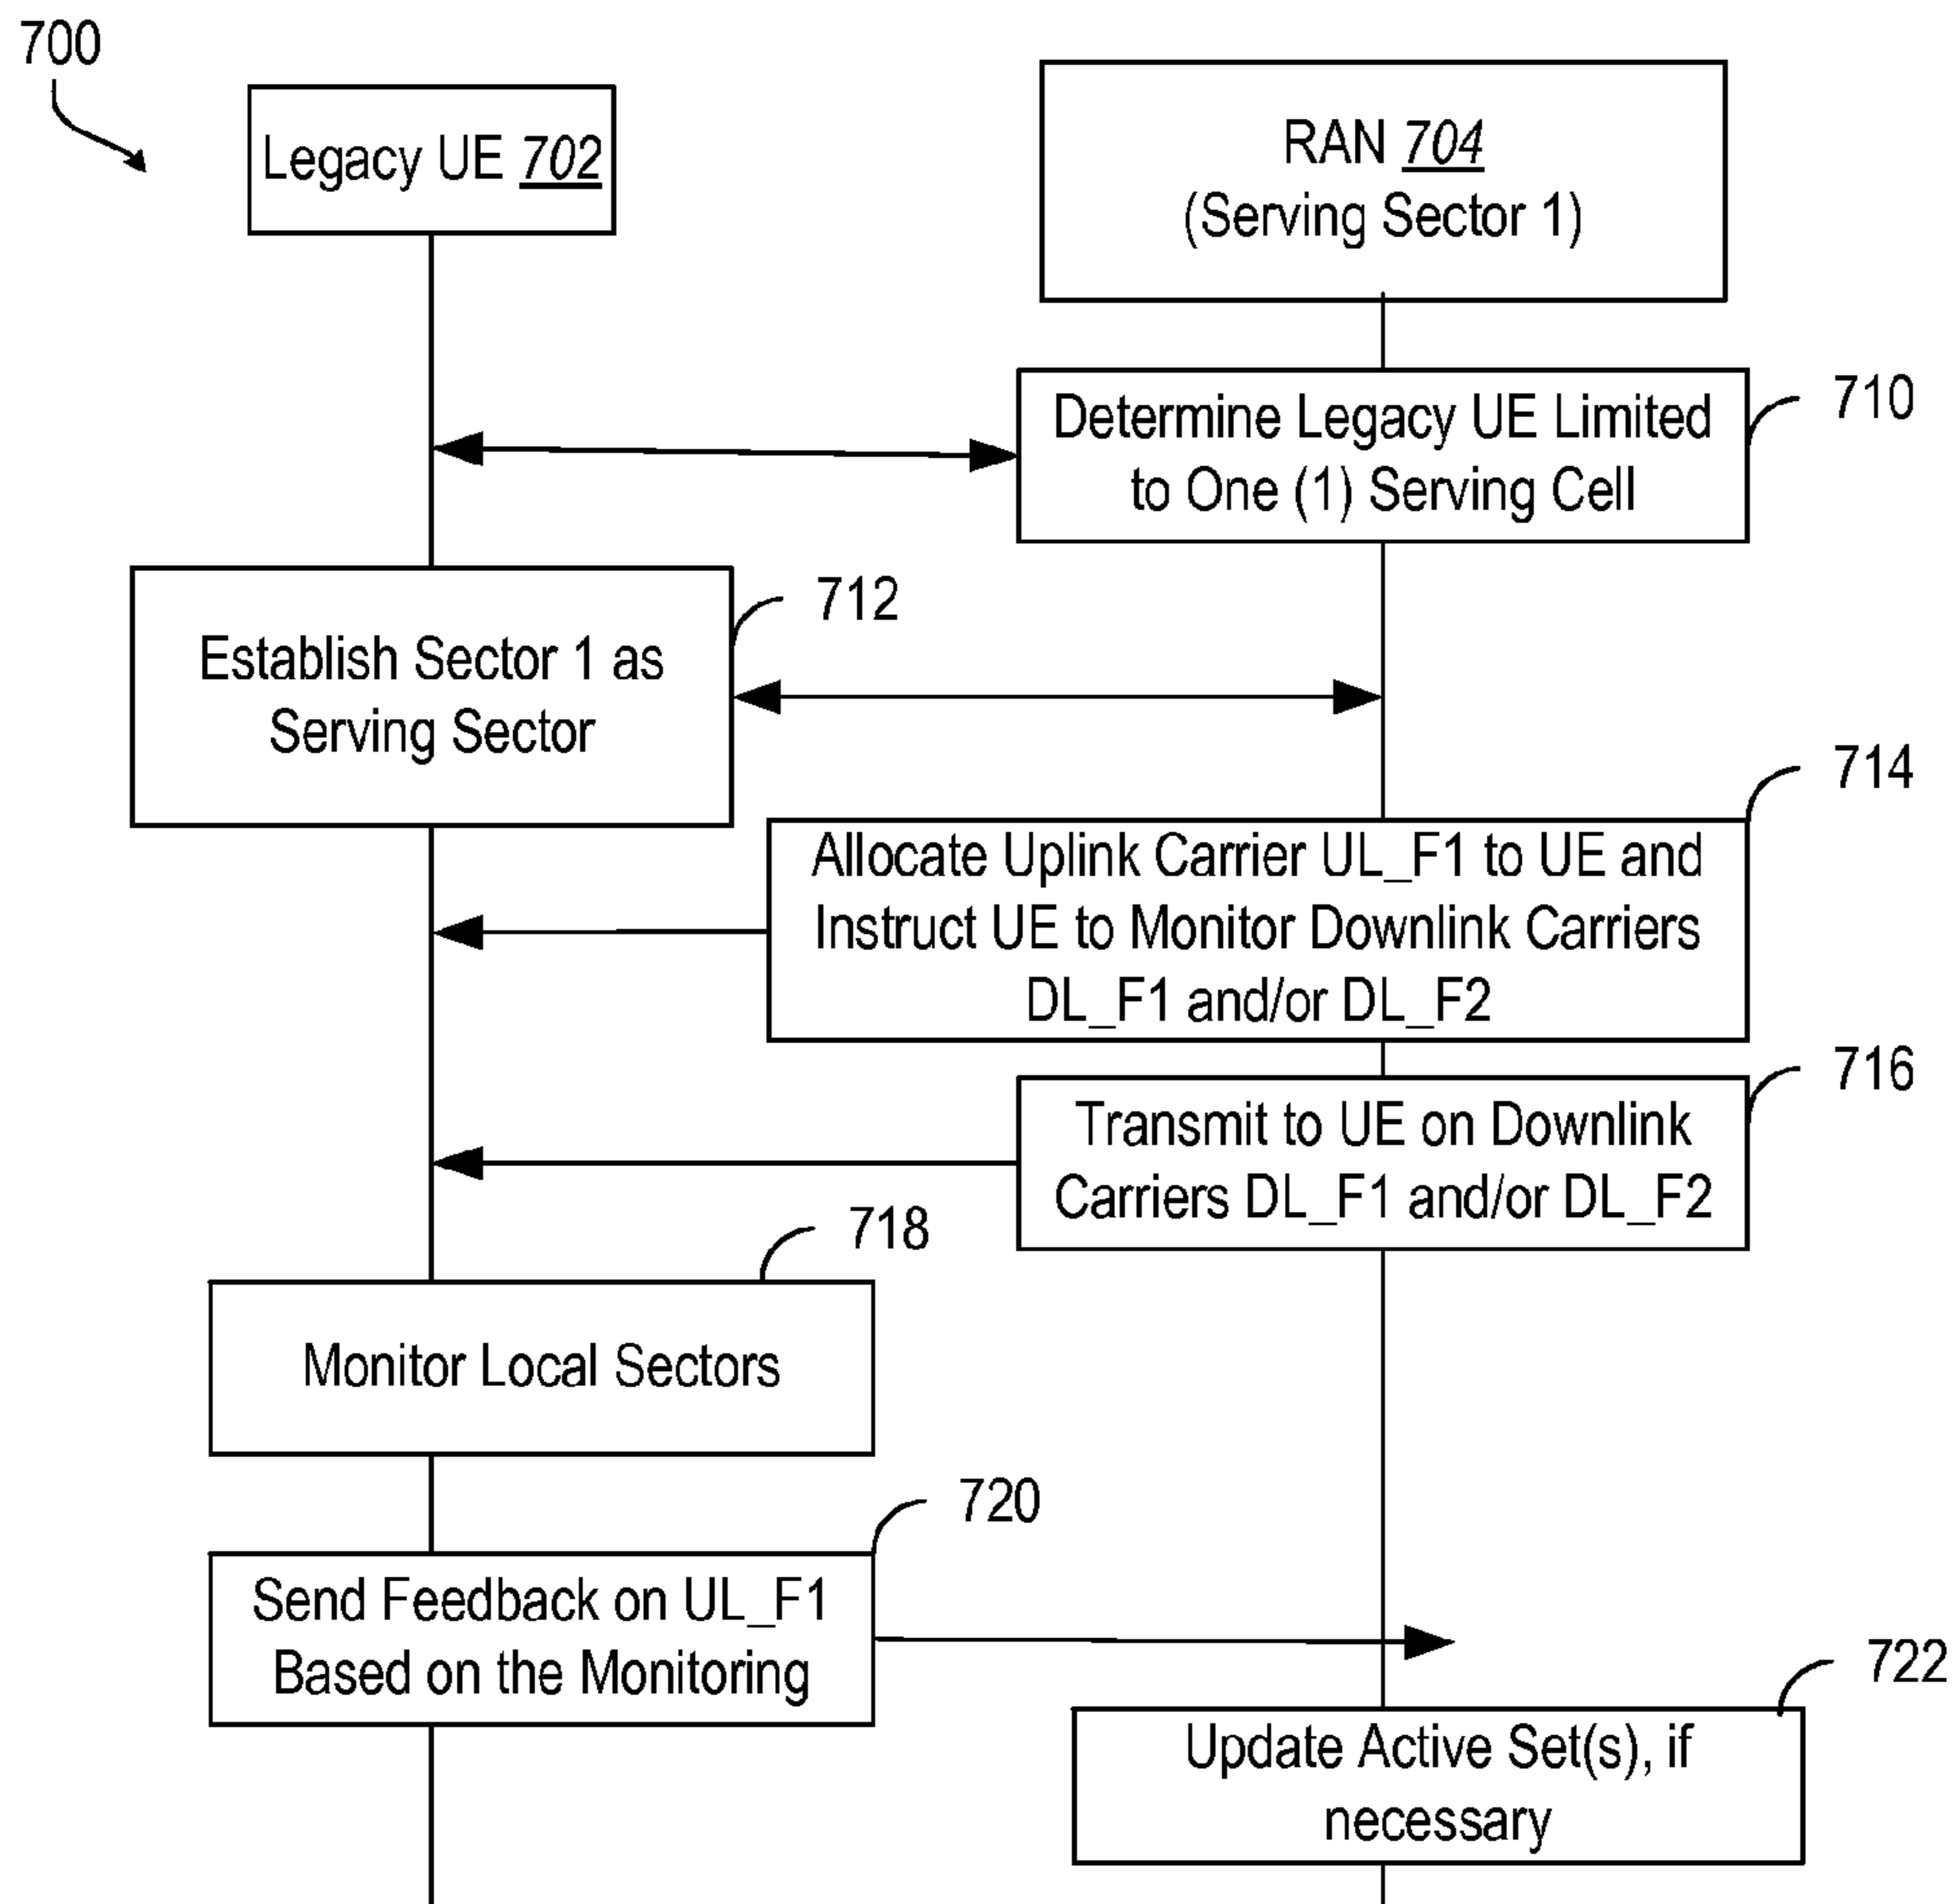 700
Legacy UE 702
RAN 704
(Serving Sector 1)
Determine Legacy UE Limited
to One (1) Serving Cell
710
Establish Sector 1 as
Serving Sector
712
714
Allocate Uplink Carrier UL_F1 to UE and
Instruct UE to Monitor Downlink Carriers
DL_F1 and/or DL_F2
716
Transmit to UE on Downlink
Carriers DL_F1 and/or DL_F2
718
Monitor Local Sectors
720
Send Feedback on UL_F1
Based on the Monitoring
722
Update Active Set(s), if
necessary